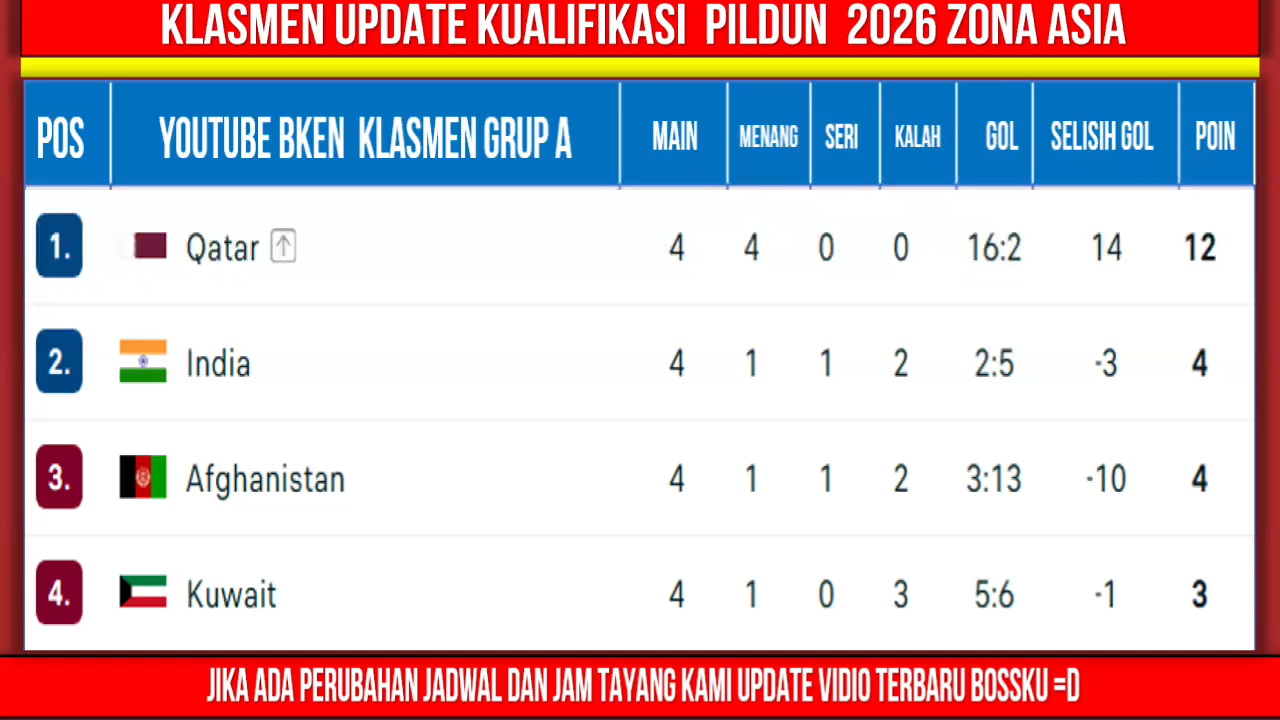 KLASMEN UPDATE KUALIFIKASI PILDUN 2026 ZONA ASIA
POS YOUTUBE BKEN KLASMEN GRUP A MAIN MENANG SERI KALAH GOL SELISIH GOL POIN
1. Qatar 4 4 0 0 16:2 14 12
2. India 4 1 1 2 2:5 -3 4
3. Afghanistan 4 1 1 2 3:13 -10 4
4. Kuwait 4 1 0 3 5:6 -1 3
JIKA ADA PERUBAHAN JADWAL DAN JAM TAYANG KAMI UPDATE VIDIO TERBARU BOSSKU =D